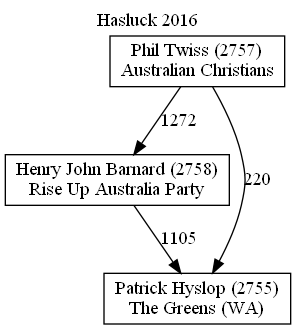 Hasluck 2016
Phil Twiss (2757)
Australian Christians
1272
Henry John Barnard (2758)
Rise Up Australia Party
220
1105
Patrick Hyslop (2755)
The Greens (WA)